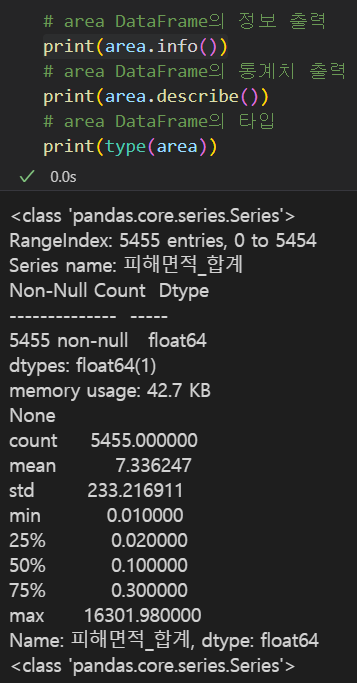 # area DataFrame의 정보 출력
print(area.info())
# area DataFrame의 통계치 출력
print(area.describe())
# area DataFrame의 타입
print(type(area))
0.0s
<class 'pandas.core.series.Series'>
RangeIndex: 5455 entries, 0 to 5454
Series name: 피해면적_합계
Non-Null Count  Dtype
--------------  -----
5455 non-null   float64
dtypes: float64(1)
memory usage: 42.7 KB
None
count     5455.000000
mean         7.336247
std        233.216911
min          0.010000
25%          0.020000
50%          0.100000
75%          0.300000
max      16301.980000
Name: 피해면적_합계, dtype: float64
<class 'pandas.core.series.Series'>